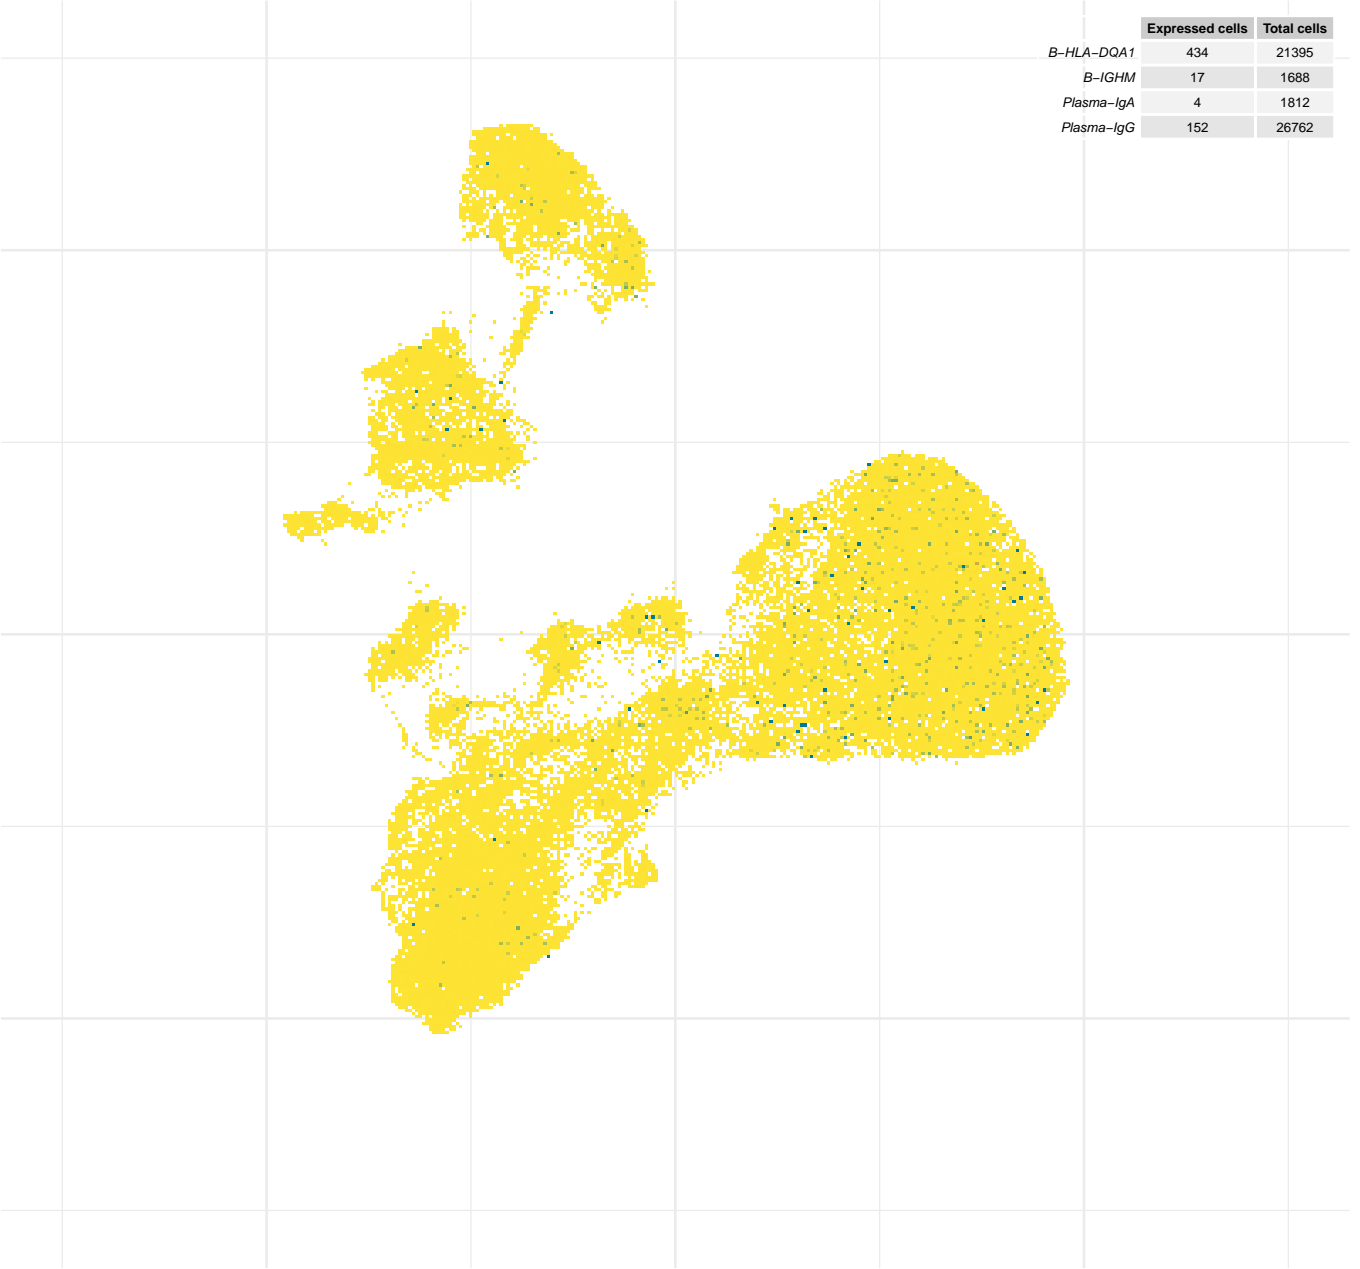 Expressed cells Total cells
B−HLA−DQA1 434 21395
B−IGHM 17 1688
Plasma−IgA 4 1812
Plasma−IgG 152 26762